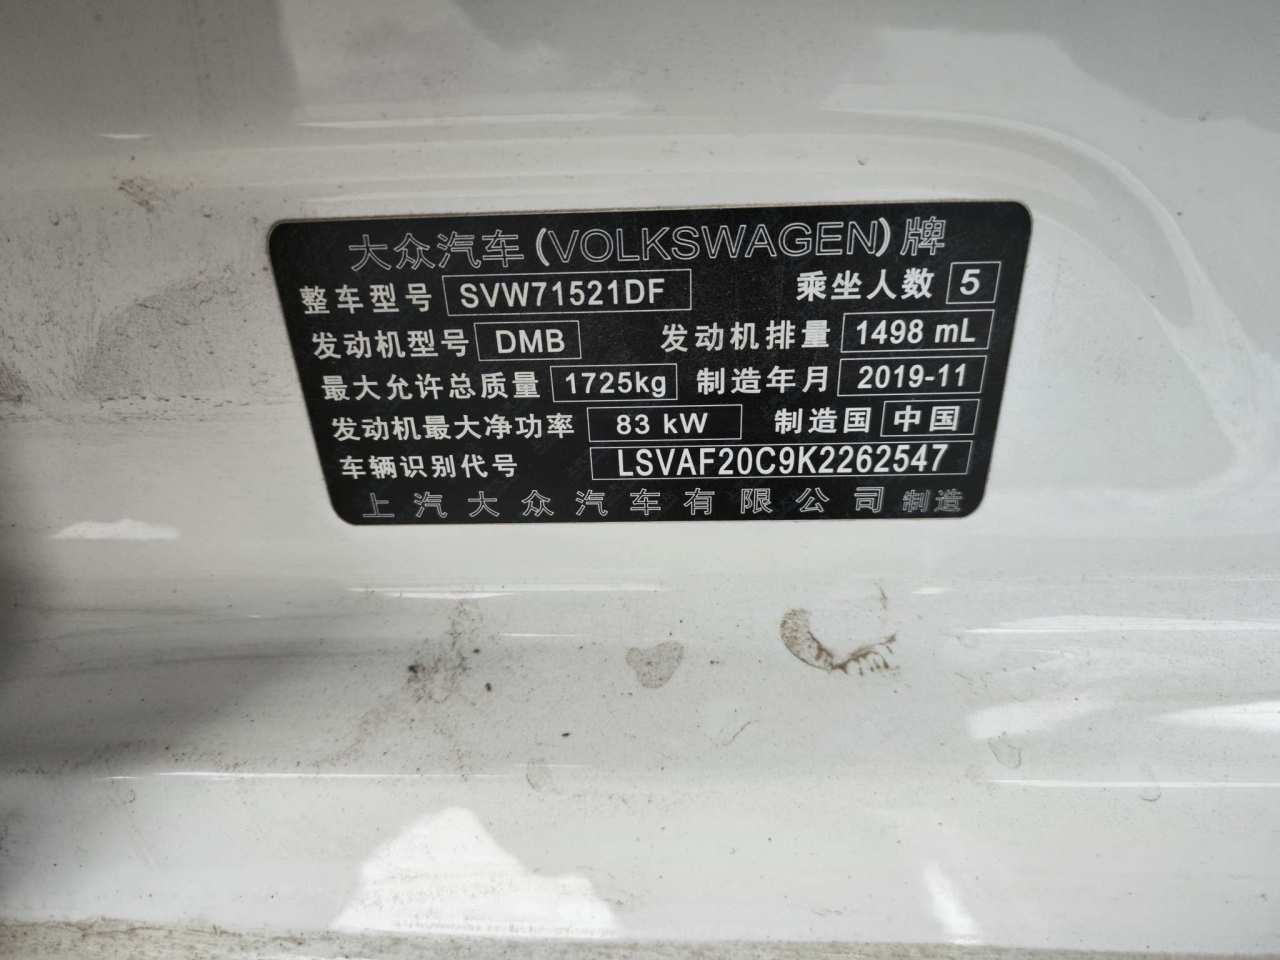 大众汽车(VOLKSWAGEN)牌
整车型号 SVW71521DF 乘坐人数 5
发动机型号 DMB 发动机排量 1498 mL
最大允许总质量 1725kg 制造年月 2019-11
发动机最大净功率 83 kW 制造国 中国
车辆识别代号 LSVAF20C9K2262547
上汽大众汽车有限公司 制造